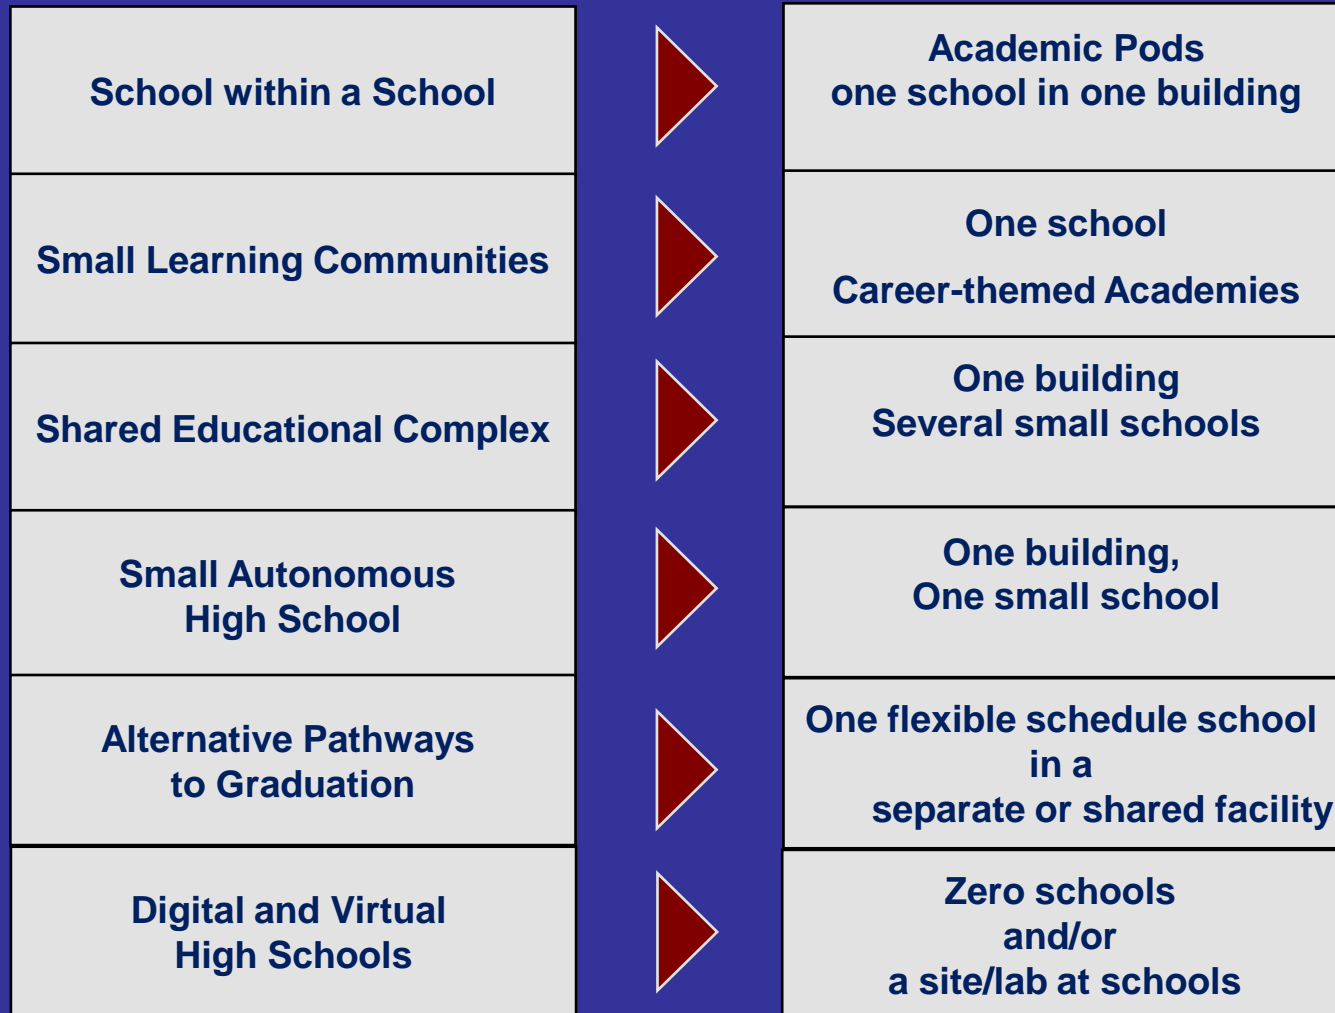 School within a School
Academic Pods
one school in one building
Small Learning Communities
One school
Career-themed Academies
Shared Educational Complex
One building
Several small schools
Small Autonomous
High School
One building,
One small school
Alternative Pathways
to Graduation
One flexible schedule school
in a
separate or shared facility
Digital and Virtual
High Schools
Zero schools
and/or
a site/lab at schools